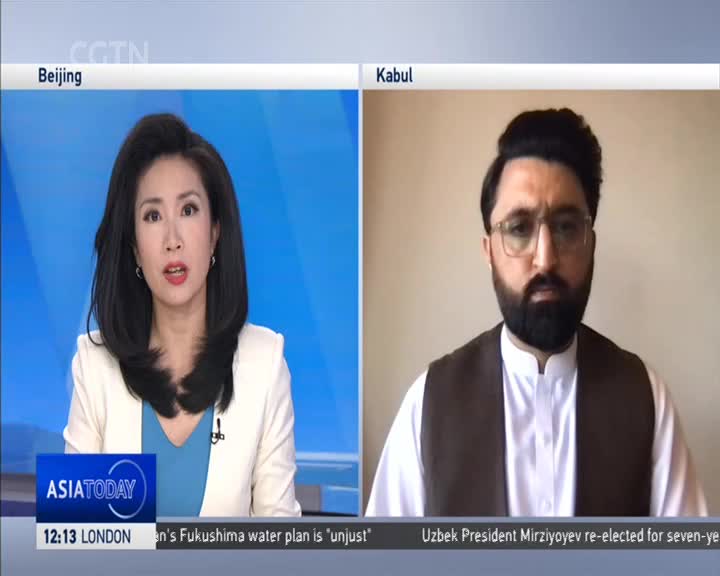 CGTN
Beijing
Kabul
ASIA TODAY
12:13 LONDON
an's Fukushima water plan is "unjust"
Uzbek President Mirziyoyev re-elected for seven-ye